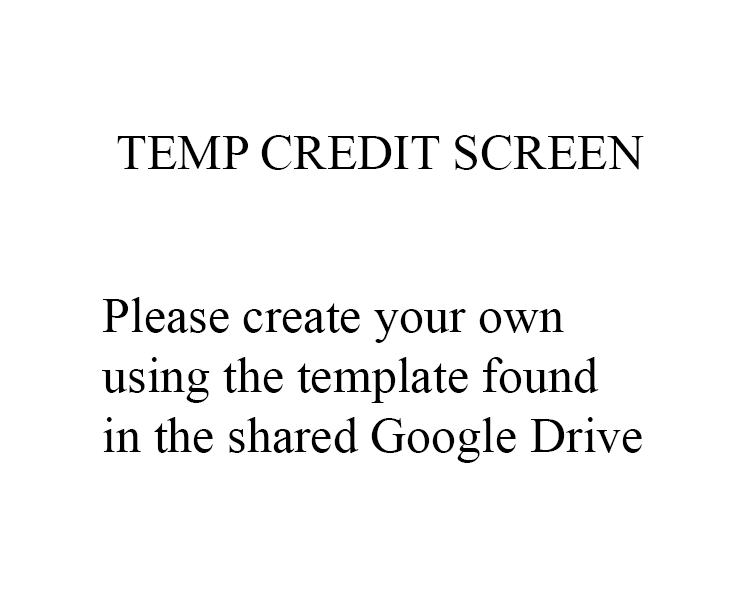 TEMP CREDIT SCREEN
Please create your own
using the template found
in the shared Google Drive